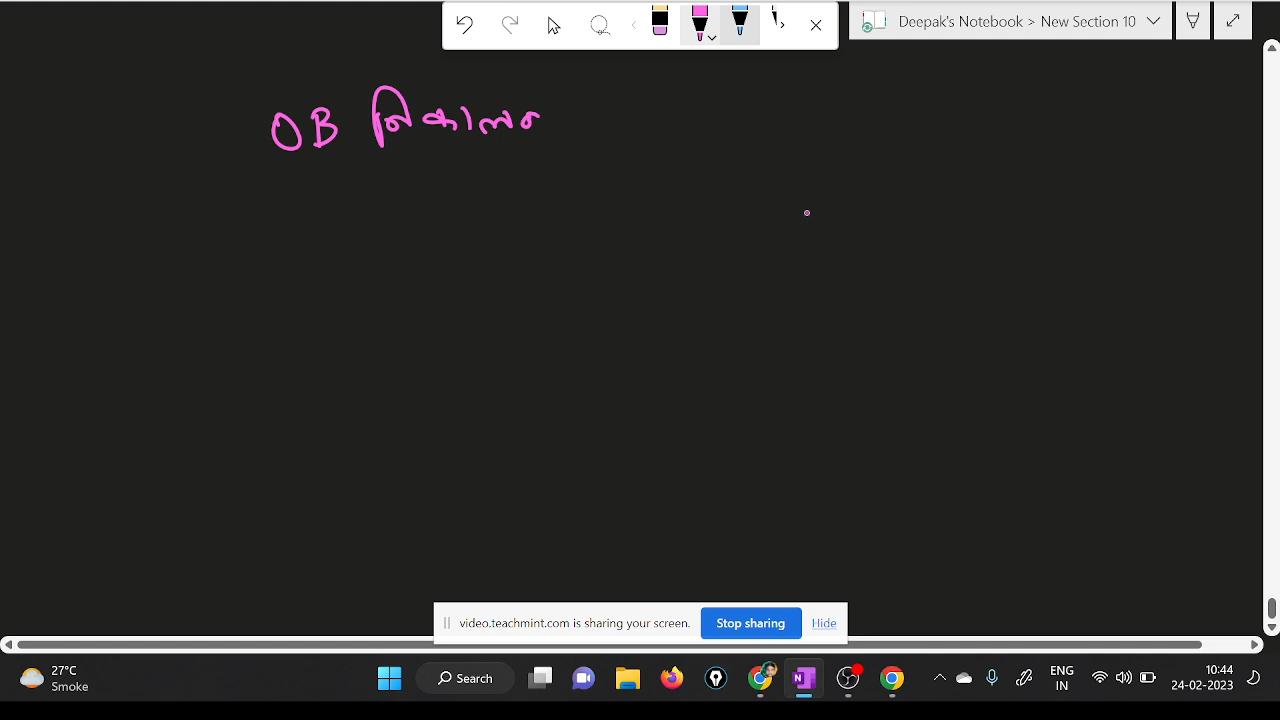 Deepak's Notebook > New Section 10
OB निकालने
video.teachmint.com is sharing your screen.
Stop sharing
Hide
27°C
Smoke
Search
ENG
IN
10:44
24-02-2023